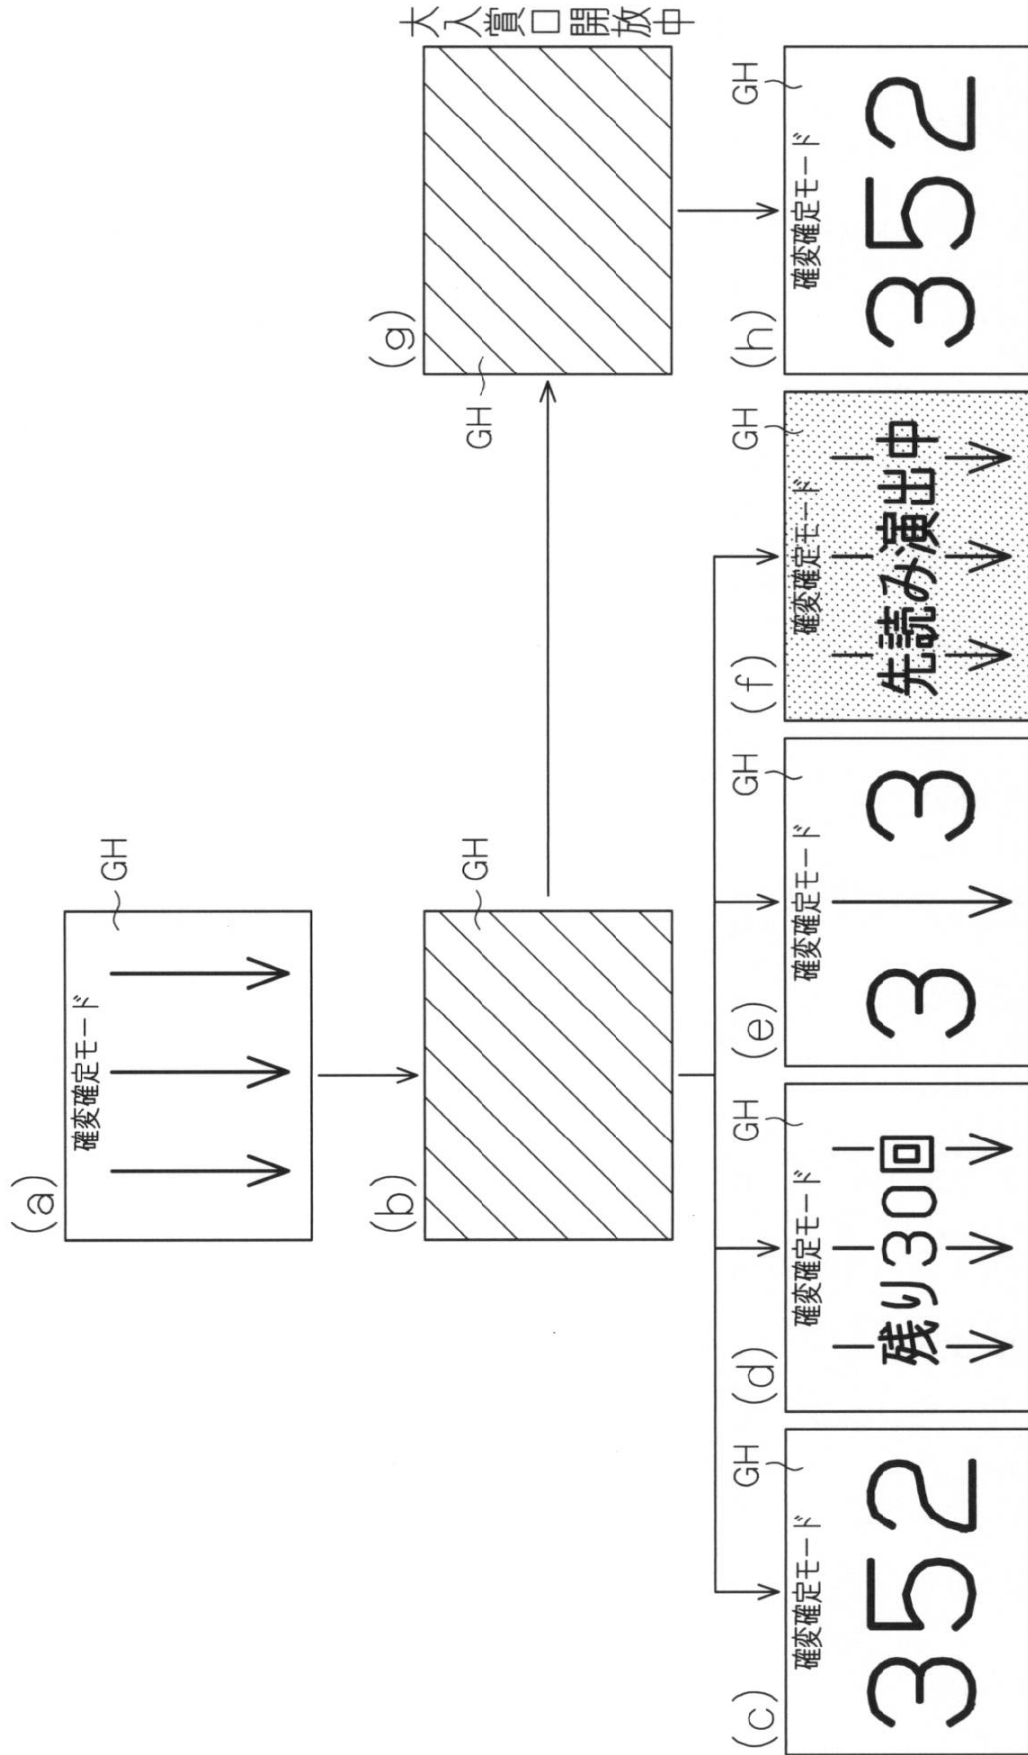 (a)
GH
確変確定モード
(b)
GH
(g)
GH
大入賞口開放中
(c)
GH
確変確定モード
352
(d)
GH
確変確定モード
残り30回
(e)
GH
確変確定モード
3 3
(f)
GH
確変確定モード
先読み演出中
(h)
GH
確変確定モード
352